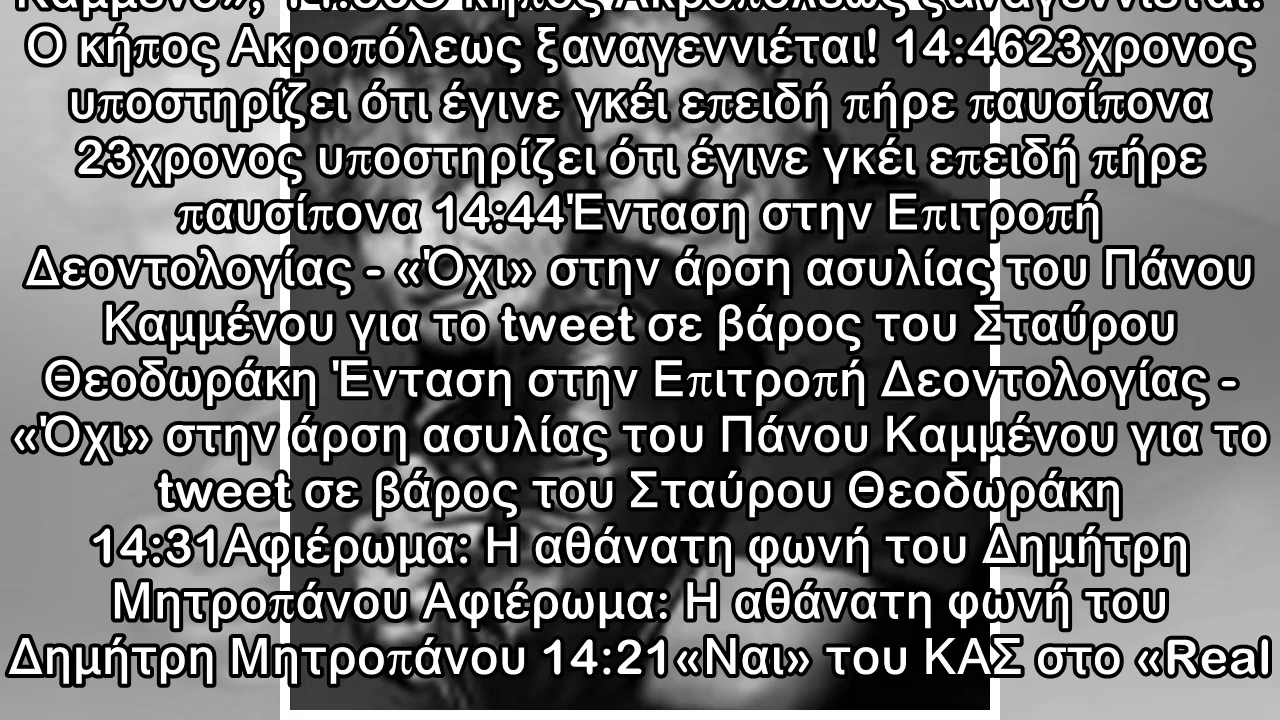 Ο κήπος Ακροπόλεως ξαναγεννιέται! 14:4623χρονος
υποστηρίζει ότι έγινε γκέι επειδή πήρε παυσίπονα
23χρονος υποστηρίζει ότι έγινε γκέι επειδή πήρε
παυσίπονα 14:44Ένταση στην Επιτροπή
Δεοντολογίας - «Όχι» στην άρση ασυλίας του Πάνου
Καμμένου για το tweet σε βάρος του Σταύρου
Θεοδωράκη Ένταση στην Επιτροπή Δεοντολογίας -
«Όχι» στην άρση ασυλίας του Πάνου Καμμένου για το
tweet σε βάρος του Σταύρου Θεοδωράκη
14:31Αφιέρωμα: Η αθάνατη φωνή του Δημήτρη
Μητροπάνου Αφιέρωμα: Η αθάνατη φωνή του
Δημήτρη Μητροπάνου 14:21«Ναι» του ΚΑΣ στο «Real